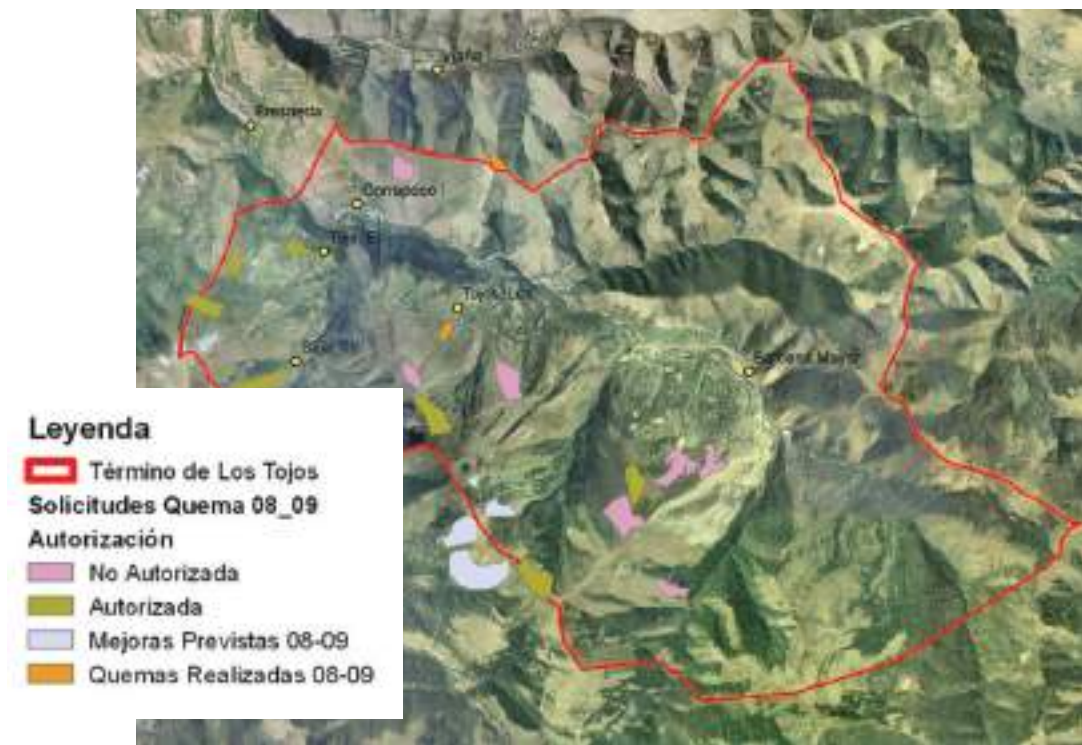 Correpoco
Leyenda
Término de Los Tojos
Solicitudes Quema 08_09
Autorización
No Autorizada
Autorizada
Mejoras Previstas 08-09
Quemas Realizadas 08-09